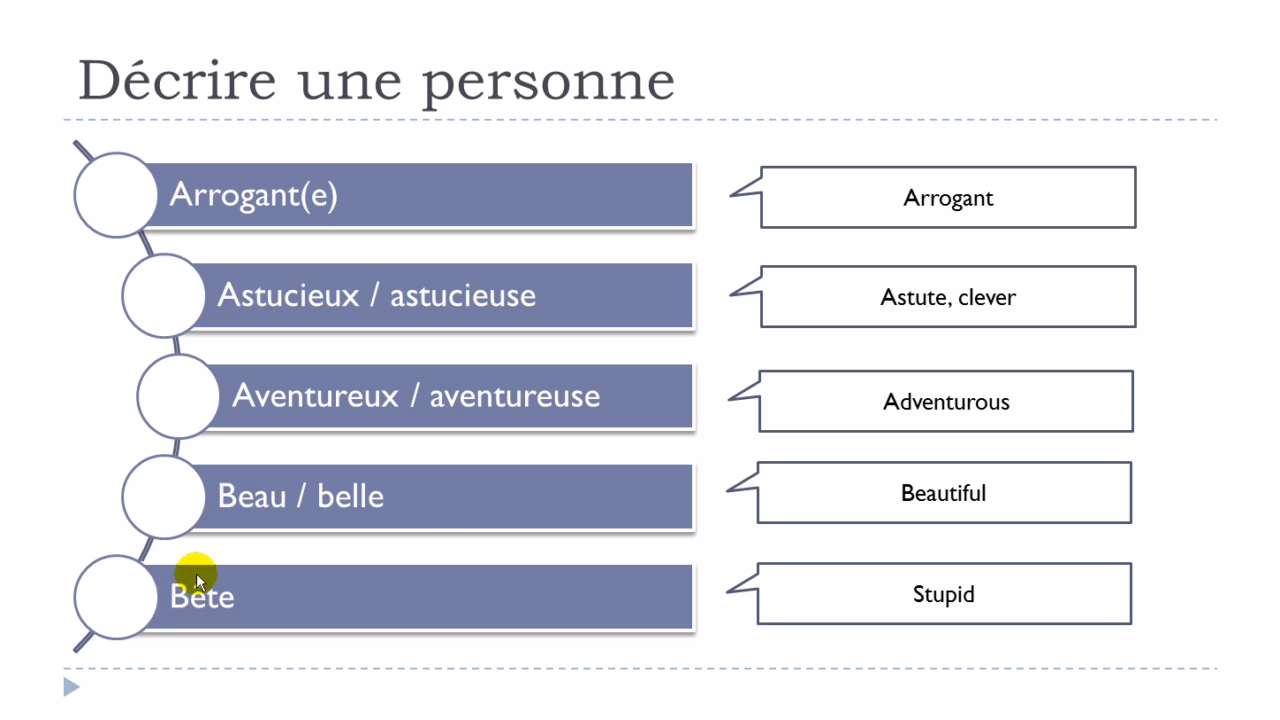 Décrire une personne
Arrogant(e)
Arrogant
Astucieux / astucieuse
Astute, clever
Aventureux / aventureuse
Adventurous
Beau / belle
Beautiful
Bête
Stupid